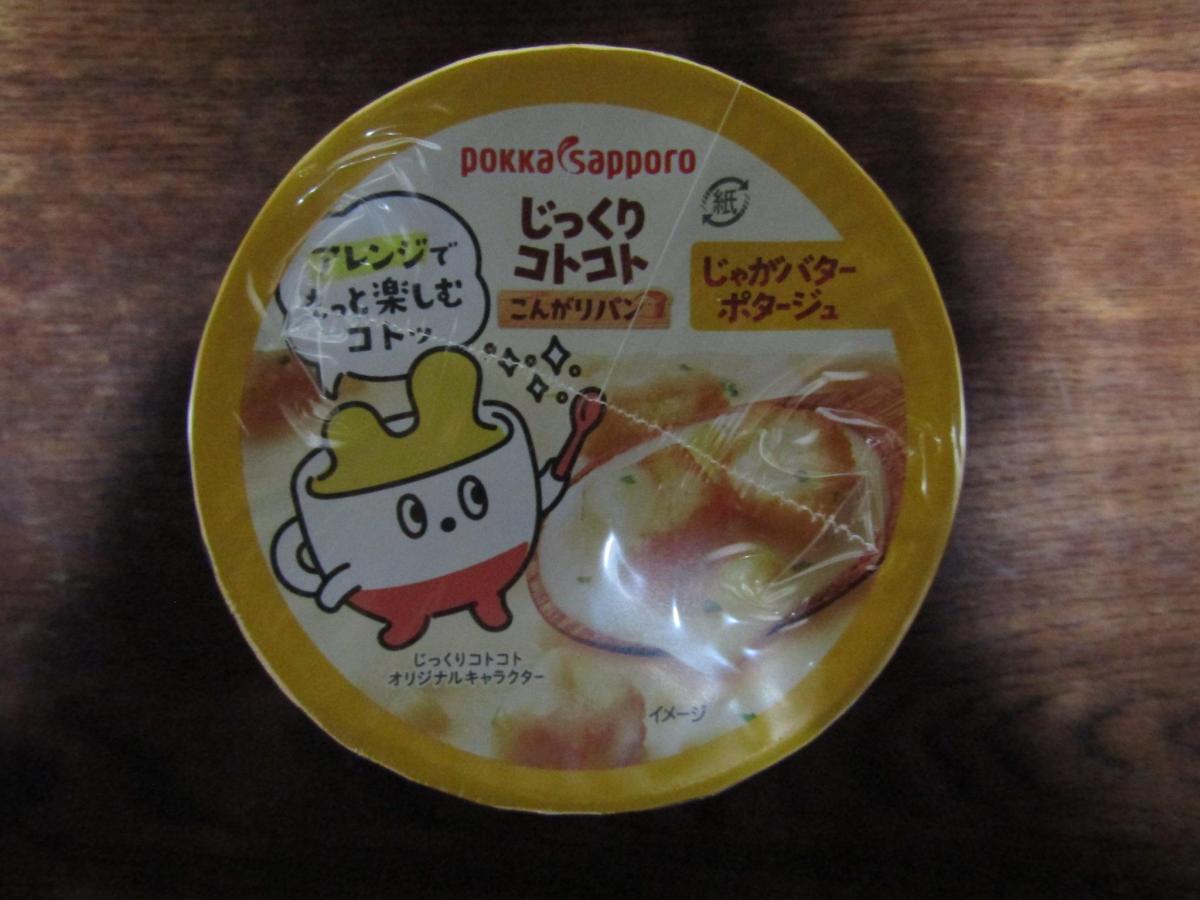 pokka sapporo
じっくり
コトコト
こんがりパン
紙
じゃがバター
ポタージュ
アレンジで
もっと楽しむ
コトッ
じっくりコトコト
オリジナルキャラクター
イメージ